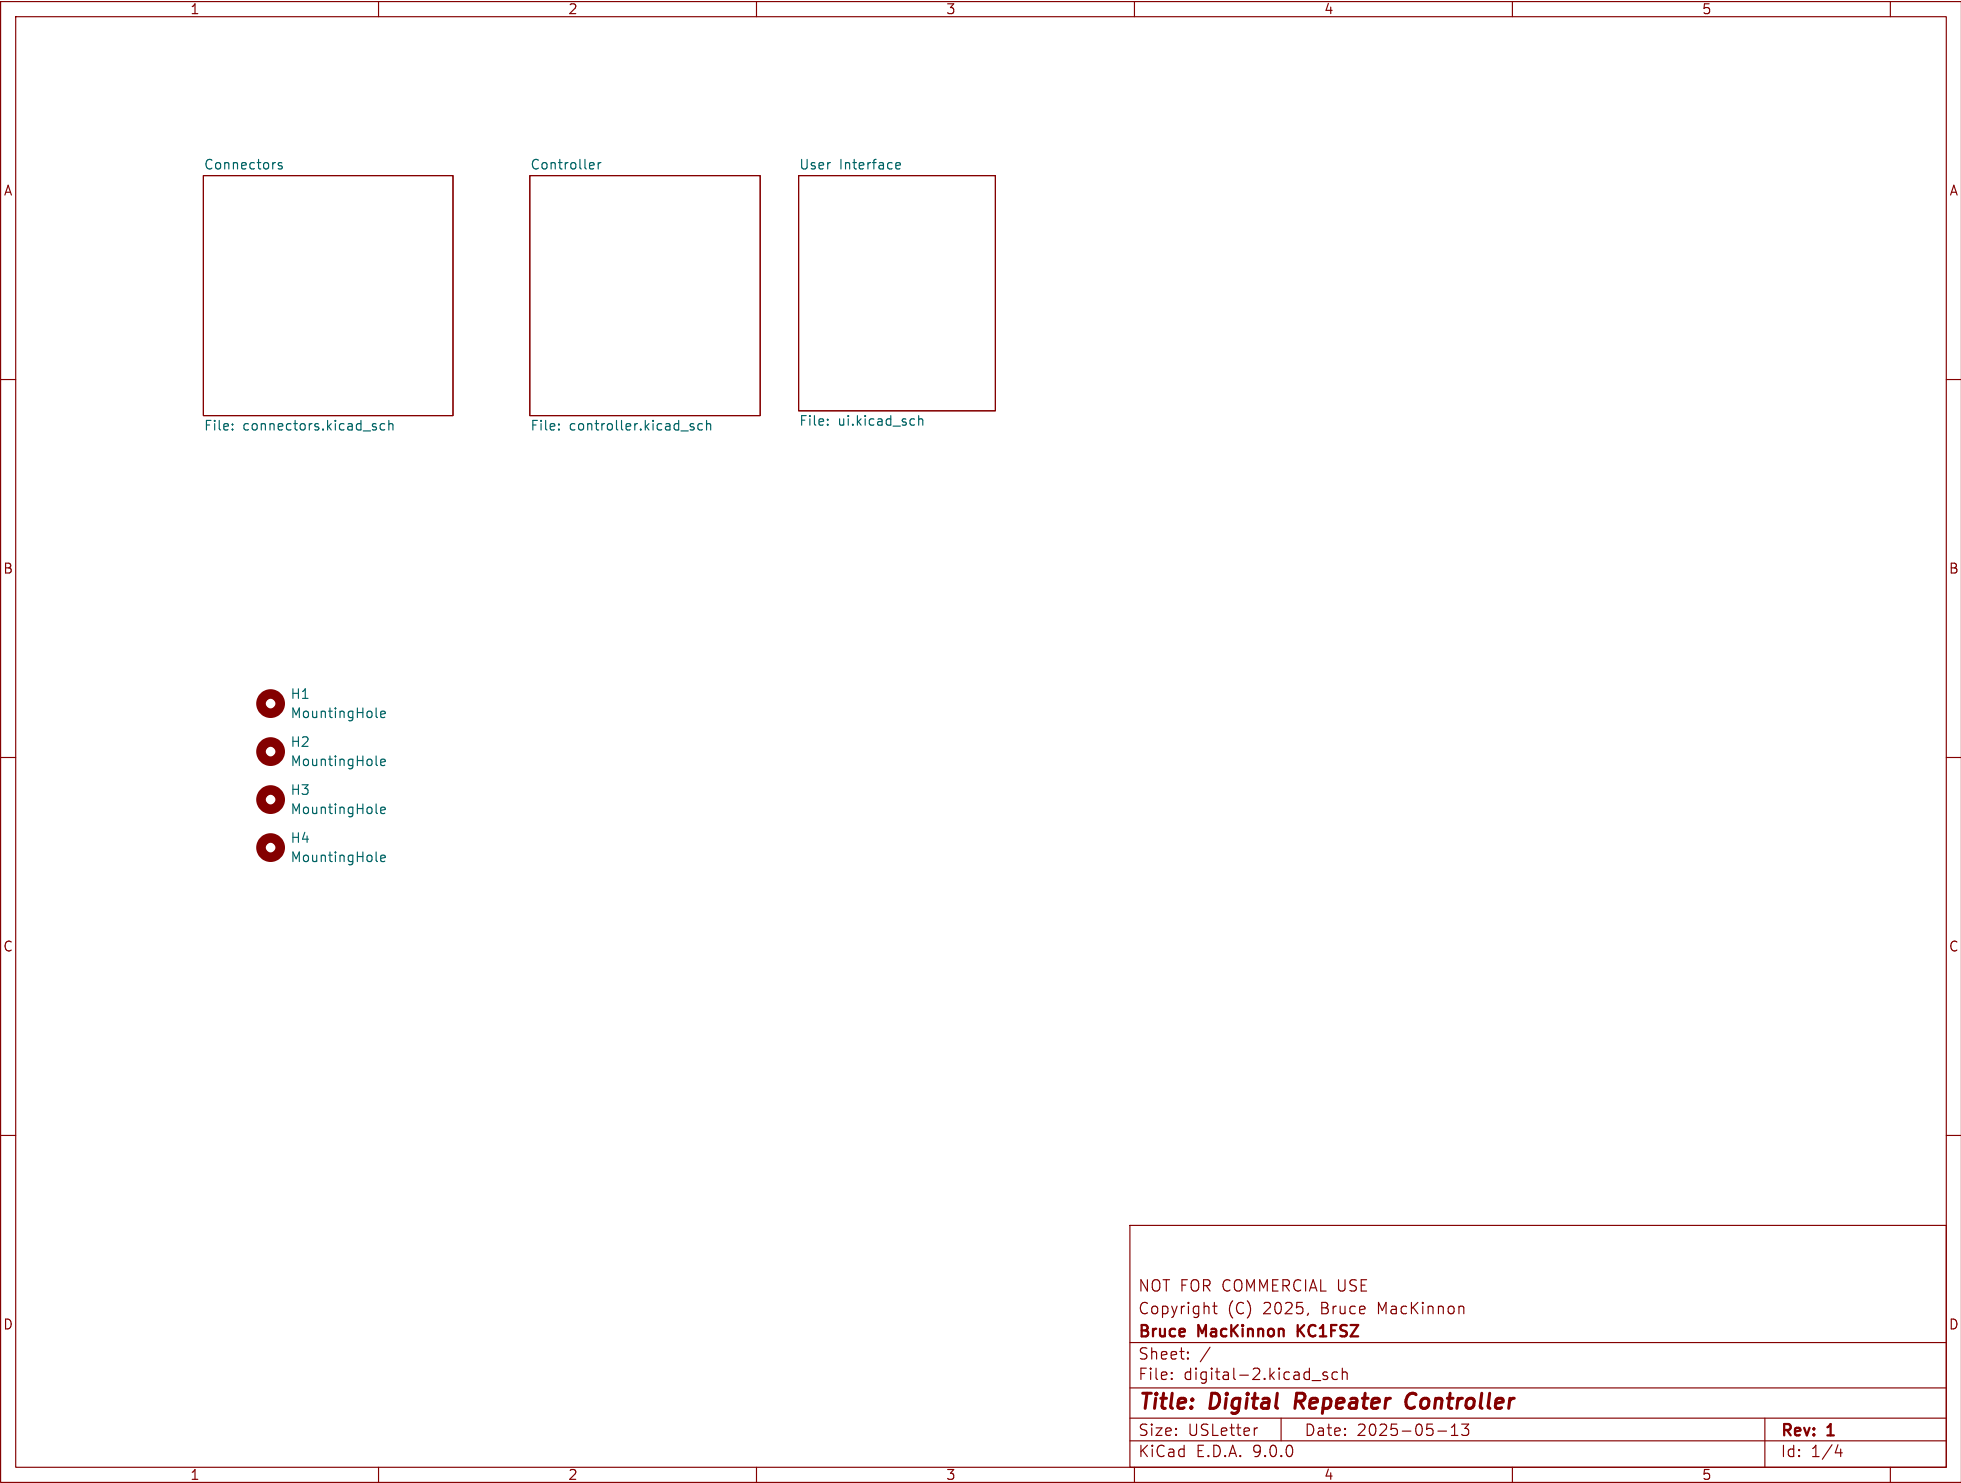 1 2 3 4 5
Connectors
Controller
User Interface
A A
File: connectors.kicad_sch
File: controller.kicad_sch
File: ui.kicad_sch
B B
H1
MountingHole
H2
MountingHole
H3
MountingHole
H4
MountingHole
C C
NOT FOR COMMERCIAL USE
Copyright (C) 2025, Bruce MacKinnon
Bruce MacKinnon KC1FSZ
D D
Sheet: /
File: digital-2.kicad_sch
Title: Digital Repeater Controller
Size: USLetter Date: 2025-05-13 Rev: 1
KiCad E.D.A. 9.0.0 Id: 1/4
1 2 3 4 5